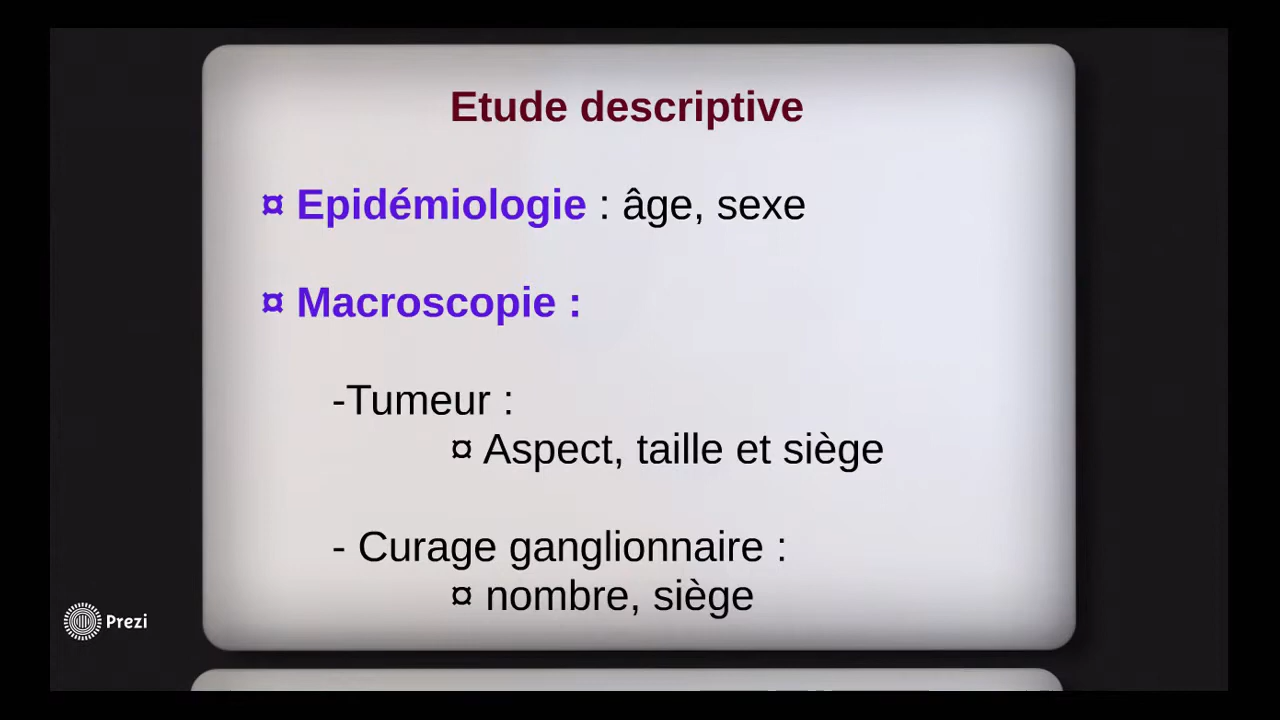 Etude descriptive
¤ Epidémiologie : âge, sexe
¤ Macroscopie :
-Tumeur :
¤ Aspect, taille et siège
- Curage ganglionnaire :
¤ nombre, siège
Prezi